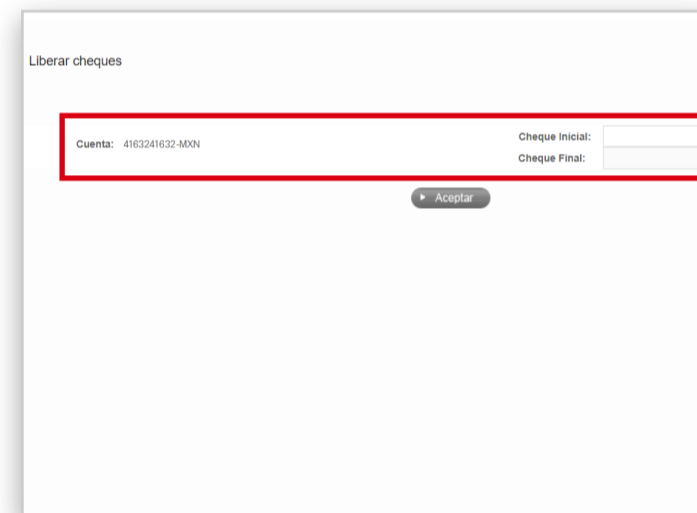 Liberar cheques
Cuenta: 4163241632-MXN
Cheque Inicial:
Cheque Final:
Aceptar